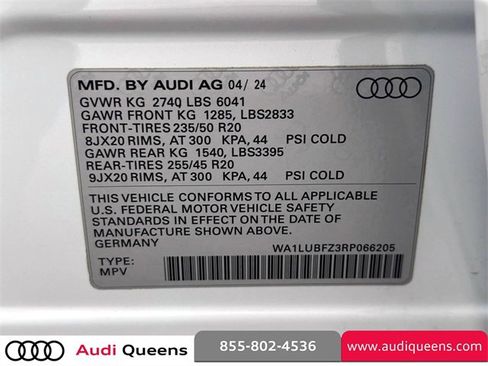 MFD. BY AUDI AG 04/ 24
GVWR KG 2740 LBS 6041
GAWR FRONT KG 1285, LBS2833
FRONT-TIRES 235/50 R20
8JX20 RIMS, AT 300 KPA, 44 PSI COLD
GAWR REAR KG 1540, LBS3395
REAR-TIRES 255/45 R20
9JX20 RIMS, AT 300 KPA, 44 PSI COLD
THIS VEHICLE CONFORMS TO ALL APPLICABLE
U.S. FEDERAL MOTOR VEHICLE SAFETY
STANDARDS IN EFFECT ON THE DATE OF
MANUFACTURE SHOWN ABOVE.
GERMANY
WA1LUBFZ3RP066205
TYPE:
MPV
Audi Queens
855-802-4536
www.audiqueens.com